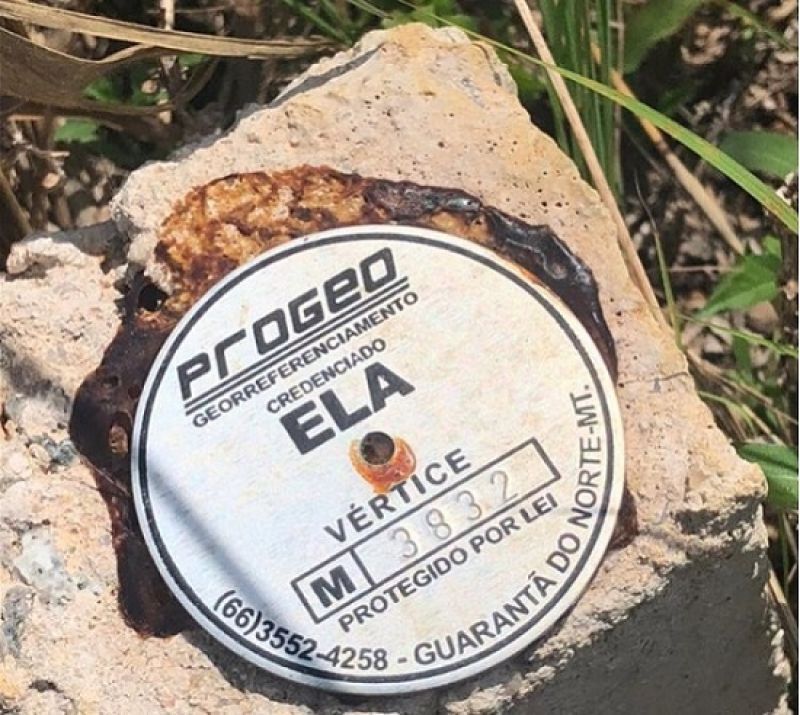 PROGEO
GEORREFERENCIAMENTO
CREDENCIADO
ELA
VÉRTICE
M 3832
PROTEGIDO POR LEI
(66)3552-4258 - GUARANTÃ DO NORTE-MT.